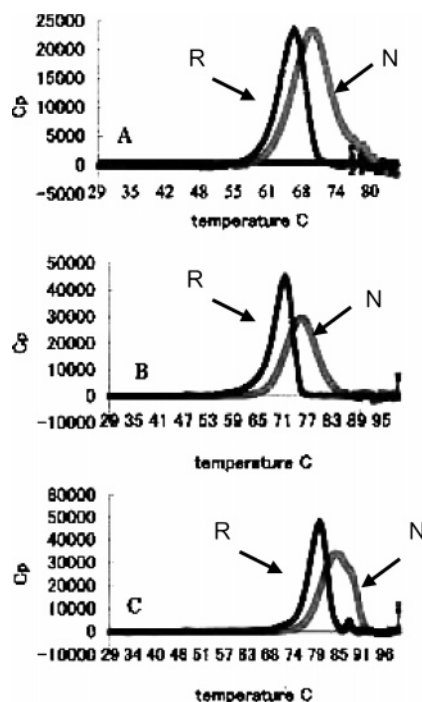 25000
20000
15000
10000
5000
0
-5000
Cp
R
N
A
29 35 42 48 55 61 68 74 80
temperature C
50000
40000
30000
20000
10000
0
-10000
Cp
R
N
B
29 35 41 47 53 59 65 71 77 83 89 95
temperature C
60000
50000
40000
30000
20000
10000
0
-10000
Cp
R
N
C
29 34 40 46 51 57 63 68 74 79 85 91 96
temperature C